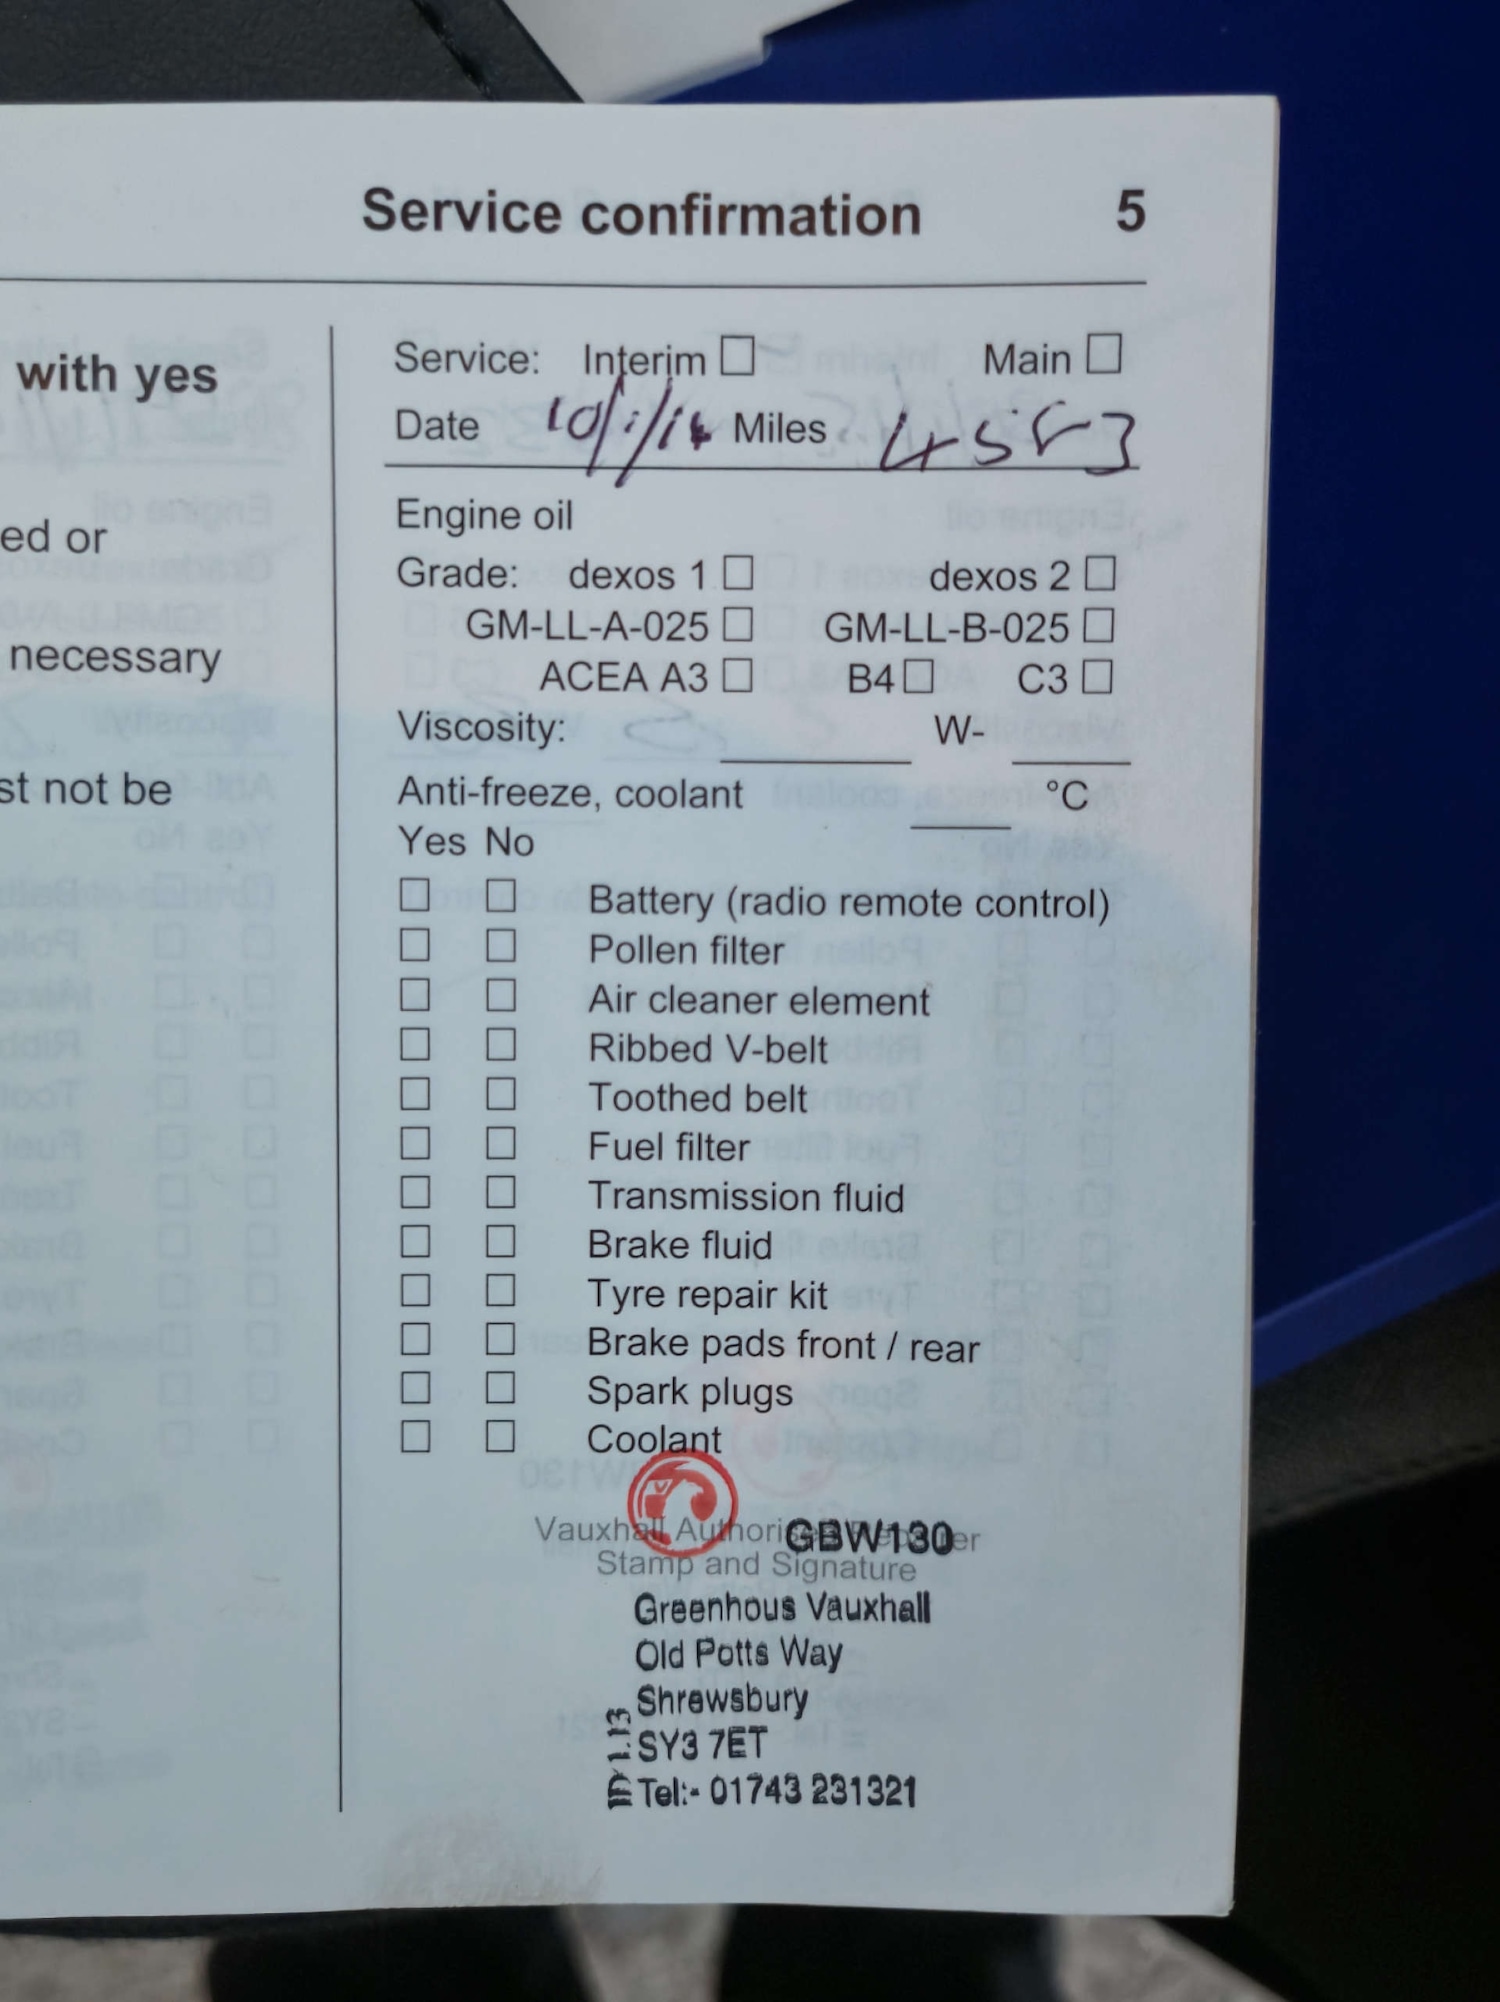 Service confirmation 5
with yes
ed or
necessary
st not be
Service: Interim Main
Date 10/1/14 Miles 4553
Engine oil
Grade: dexos 1 dexos 2
GM-LL-A-025 GM-LL-B-025
ACEA A3 B4 C3
Viscosity: W-
Anti-freeze, coolant °C
Yes No
Battery (radio remote control)
Pollen filter
Air cleaner element
Ribbed V-belt
Toothed belt
Fuel filter
Transmission fluid
Brake fluid
Tyre repair kit
Brake pads front / rear
Spark plugs
Coolant
Vauxhall Authorised Repairer
GBW130
Stamp and Signature
Greenhous Vauxhall
Old Potts Way
Shrewsbury
SY3 7ET
Tel:- 01743 231321